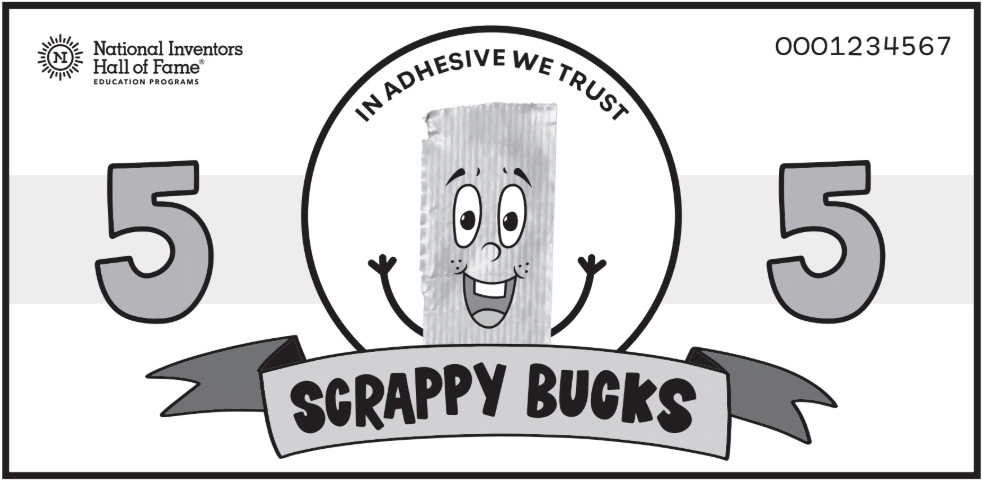 National Inventors
Hall of Fame®
EDUCATION PROGRAMS
0001234567
IN ADHESIVE WE TRUST
5
5
SCRAPPY BUCKS